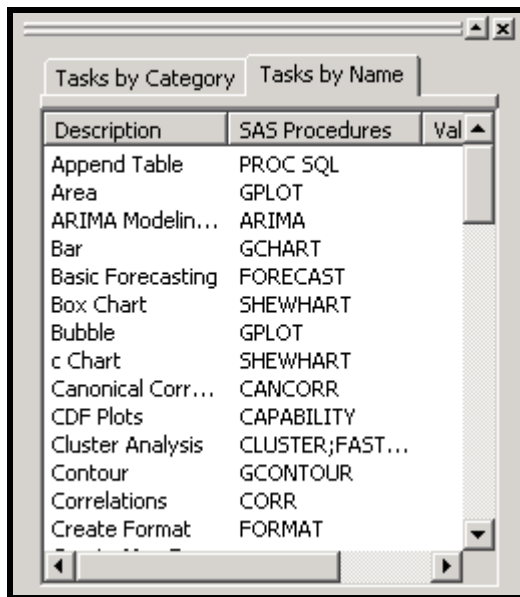 Tasks by Category Tasks by Name
Description SAS Procedures Val
Append Table PROC SQL
Area GPLOT
ARIMA Modelin... ARIMA
Bar GCHART
Basic Forecasting FORECAST
Box Chart SHEWHART
Bubble GPLOT
c Chart SHEWHART
Canonical Corr... CANCORR
CDF Plots CAPABILITY
Cluster Analysis CLUSTER;FAST...
Contour GCONTOUR
Correlations CORR
Create Format FORMAT